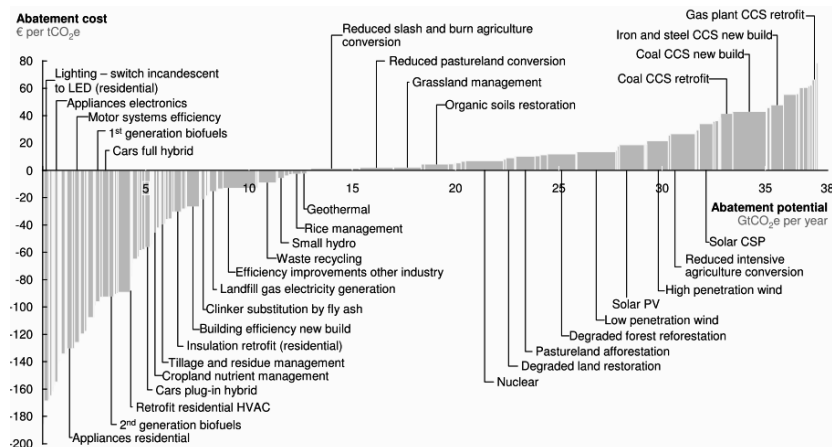 Abatement cost
€ per tCO2e
Gas plant CCS retrofit
Reduced slash and burn agriculture
conversion
Iron and steel CCS new build
Coal CCS new build
Coal CCS retrofit
Reduced pastureland conversion
Grassland management
Organic soils restoration
Lighting – switch incandescent
to LED (residential)
Appliances electronics
Motor systems efficiency
1st generation biofuels
Cars full hybrid
80
60
40
20
0
-20
-40
-60
-80
-100
-120
-140
-160
-180
-200
5
10
15
20
25
30
35
38
Abatement potential
GtCO2e per year
Geothermal
Rice management
Small hydro
Waste recycling
Efficiency improvements other industry
Landfill gas electricity generation
Clinker substitution by fly ash
Building efficiency new build
Insulation retrofit (residential)
Tillage and residue management
Cropland nutrient management
Cars plug-in hybrid
Retrofit residential HVAC
2nd generation biofuels
Appliances residential
Solar CSP
Reduced intensive
agriculture conversion
High penetration wind
Solar PV
Low penetration wind
Degraded forest reforestation
Pastureland afforestation
Degraded land restoration
Nuclear